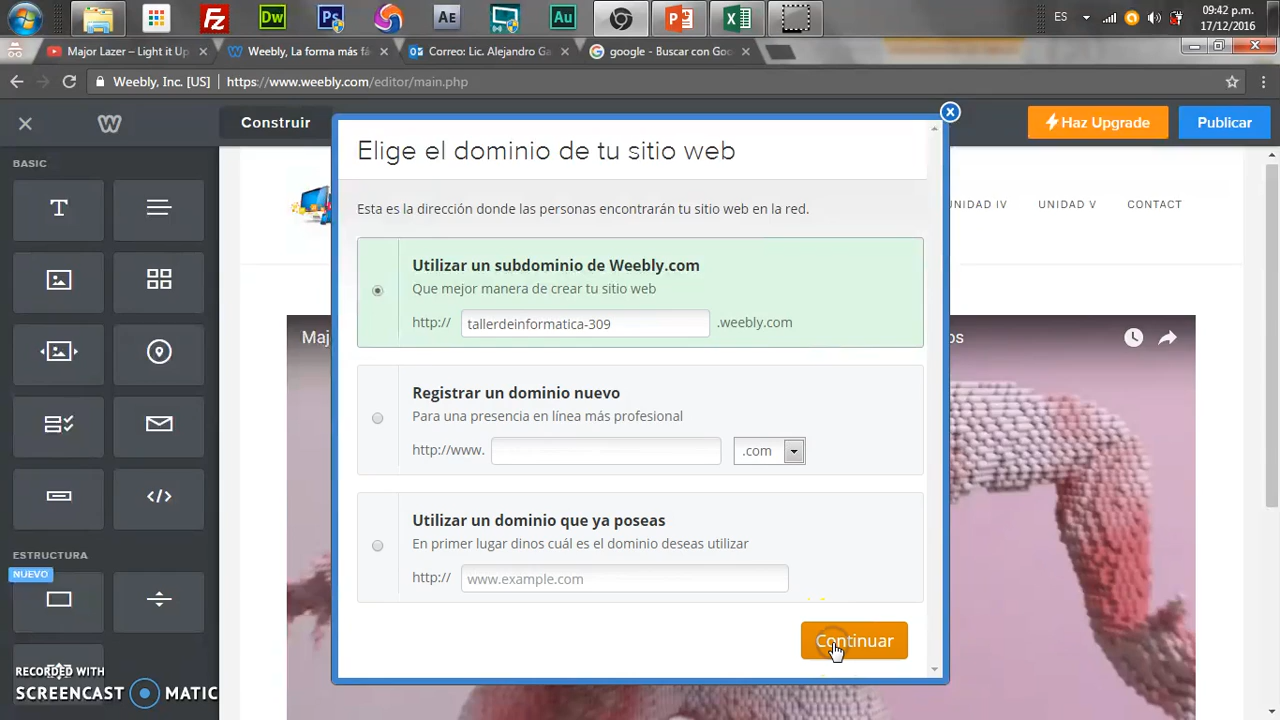 Dw
Ps
Ae
Au
ES
09:42 p.m.
17/12/2016
Major Lazer – Light it Up
Weebly, La forma más fá
Correo: Lic. Alejandro Ga
google - Buscar con Goo
Weebly, Inc. [US]
https://www.weebly.com/editor/main.php
Construir
Haz Upgrade
Publicar
BASIC
Elige el dominio de tu sitio web
Esta es la dirección donde las personas encontrarán tu sitio web en la red.
UNIDAD IV
UNIDAD V
CONTACT
Utilizar un subdominio de Weebly.com
Que mejor manera de crear tu sitio web
http:// tallerdeinformatica-309 .weebly.com
Maj
os
Registrar un dominio nuevo
Para una presencia en línea más profesional
http://www. .com
Utilizar un dominio que ya poseas
En primer lugar dinos cuál es el dominio deseas utilizar
http:// www.example.com
Continuar
ESTRUCTURA
NUEVO
RECORDED WITH
SCREENCAST MATIC